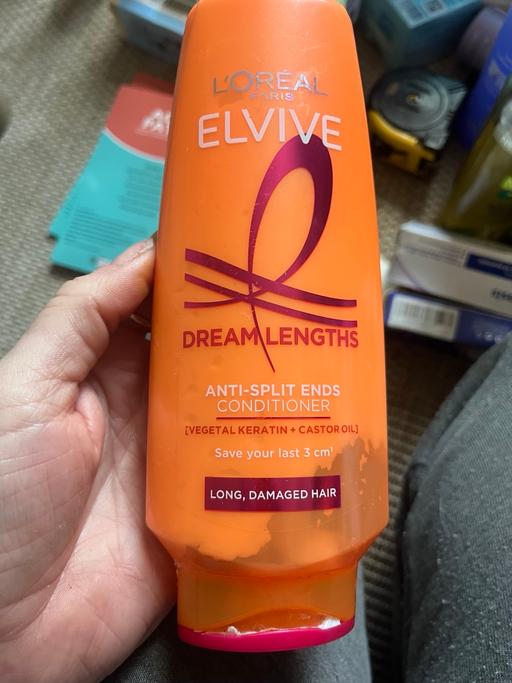 L'ORÉAL
PARIS
ELVIVE
DREAM LENGTHS
ANTI-SPLIT ENDS
CONDITIONER
[VEGETAL KERATIN + CASTOR OIL]
Save your last 3 cm¹
LONG, DAMAGED HAIR